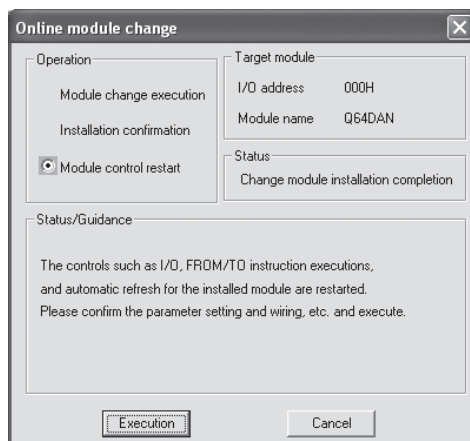 Online module change
Operation
Module change execution
Installation confirmation
Module control restart
Target module
I/O address 000H
Module name Q64DAN
Status
Change module installation completion
Status/Guidance
The controls such as I/O, FROM/TO instruction executions,
and automatic refresh for the installed module are restarted.
Please confirm the parameter setting and wiring, etc. and execute.
Execution
Cancel